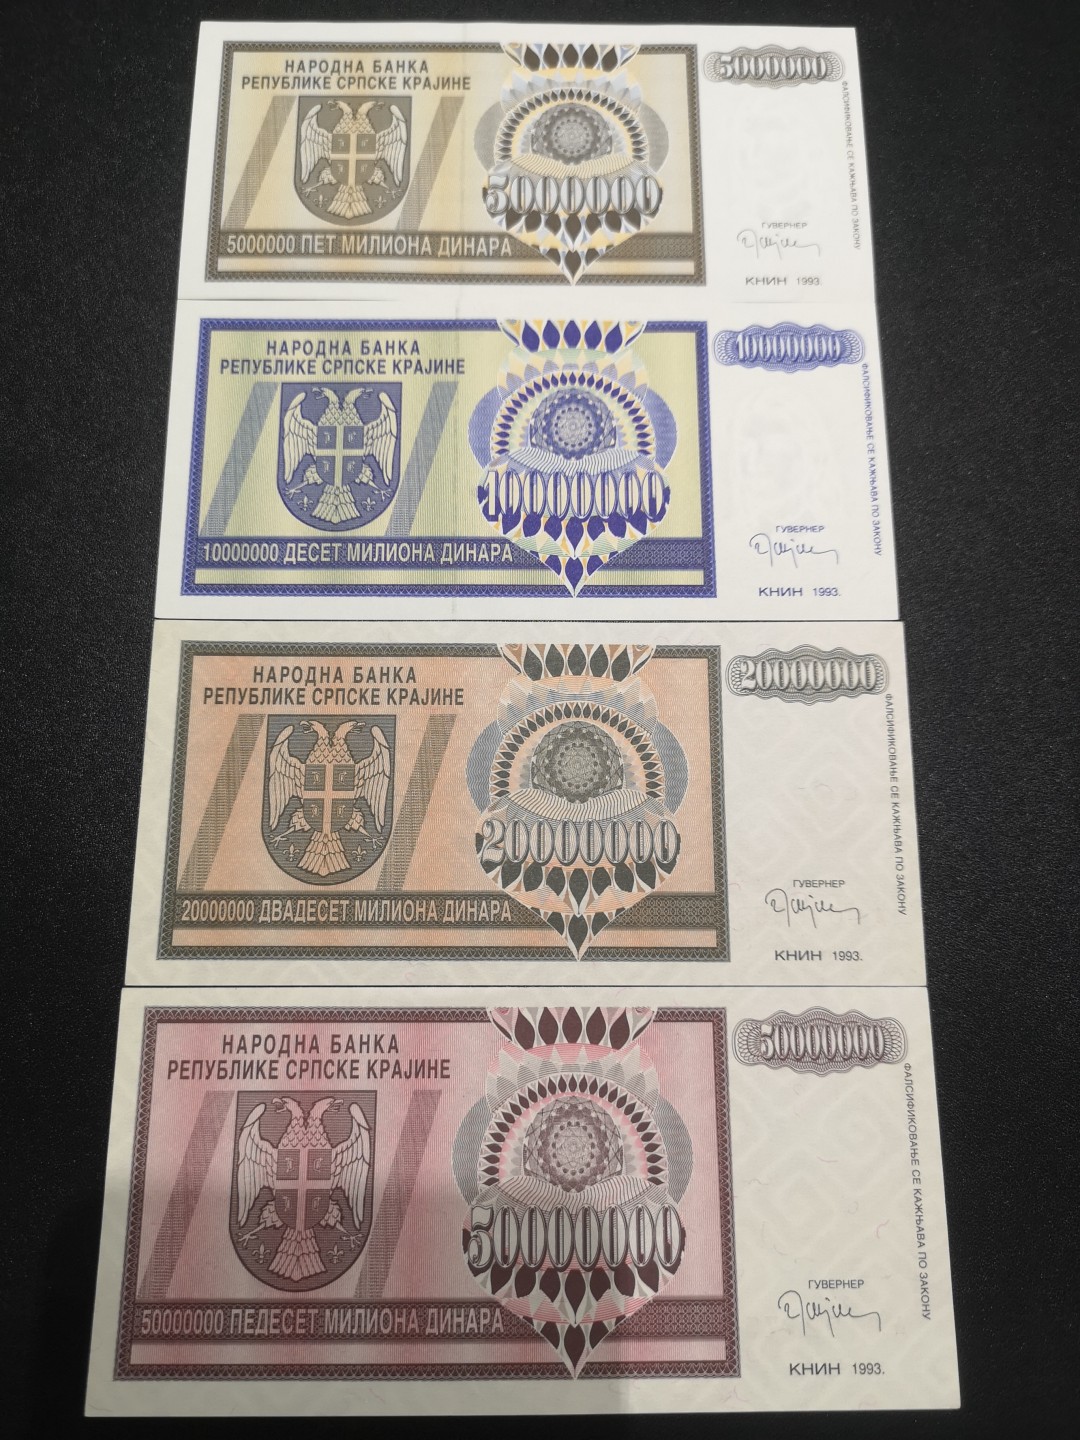 НАРОДНА БАНКА
РЕПУБЛИКЕ СРПСКЕ КРАЈИНЕ
5000000
5000000
5000000 ПЕТ МИЛИОНА ДИНАРА
ФАЛСИФИКОВАЊЕ СЕ КАЖЊАВА ПО ЗАКОНУ
ГУВЕРНЕР
КНИН 1993.
НАРОДНА БАНКА
РЕПУБЛИКЕ СРПСКЕ КРАЈИНЕ
10000000
10000000
10000000 ДЕСЕТ МИЛИОНА ДИНАРА
ФАЛСИФИКОВАЊЕ СЕ КАЖЊАВА ПО ЗАКОНУ
ГУВЕРНЕР
КНИН 1993.
НАРОДНА БАНКА
РЕПУБЛИКЕ СРПСКЕ КРАЈИНЕ
20000000
20000000
20000000 ДВАДЕСЕТ МИЛИОНА ДИНАРА
ФАЛСИФИКОВАЊЕ СЕ КАЖЊАВА ПО ЗАКОНУ
ГУВЕРНЕР
КНИН 1993.
НАРОДНА БАНКА
РЕПУБЛИКЕ СРПСКЕ КРАЈИНЕ
50000000
50000000
50000000 ПЕДЕСЕТ МИЛИОНА ДИНАРА
ФАЛСИФИКОВАЊЕ СЕ КАЖЊАВА ПО ЗАКОНУ
ГУВЕРНЕР
КНИН 1993.